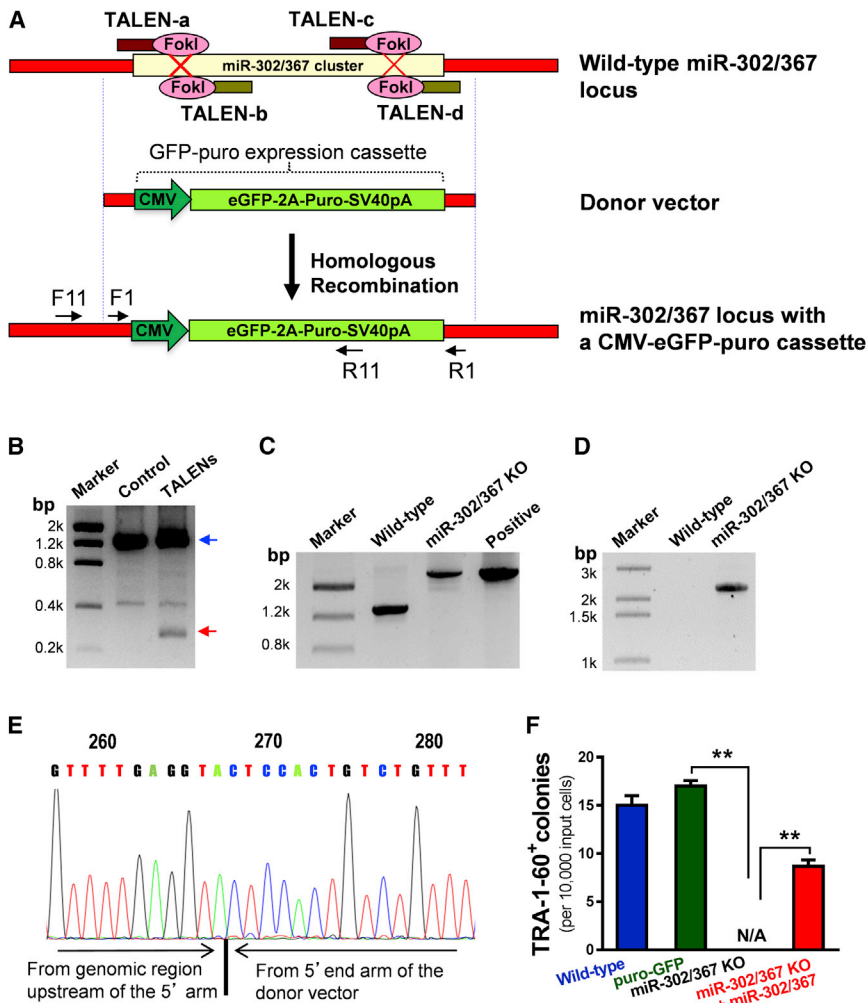 A
TALEN-a
TALEN-c
FokI
FokI
miR-302/367 cluster
FokI
FokI
TALEN-b
TALEN-d
Wild-type miR-302/367
locus
GFP-puro expression cassette
CMV
eGFP-2A-Puro-SV40pA
Donor vector
Homologous
Recombination
F11
F1
CMV
eGFP-2A-Puro-SV40pA
R11
R1
miR-302/367 locus with
a CMV-eGFP-puro cassette
B
Marker
Control
TALENs
bp
2k
1.2k
0.8k
0.4k
0.2k
C
Marker
Wild-type
miR-302/367 KO
Positive
bp
2k
1.2k
0.8k
D
Marker
Wild-type
miR-302/367 KO
bp
3k
2k
1.5k
1k
E
260 270 280
G T T T T G A G G T A C T C C A C T G T C T G T T T
From genomic region
upstream of the 5' arm
From 5' end arm of the
donor vector
F
TRA-1-60+ colonies
(per 10,000 input cells)
20
15
10
5
0
**
**
N/A
Wild-type
puro-GFP
miR-302/367 KO
miR-302/367 KO
miR-302/367